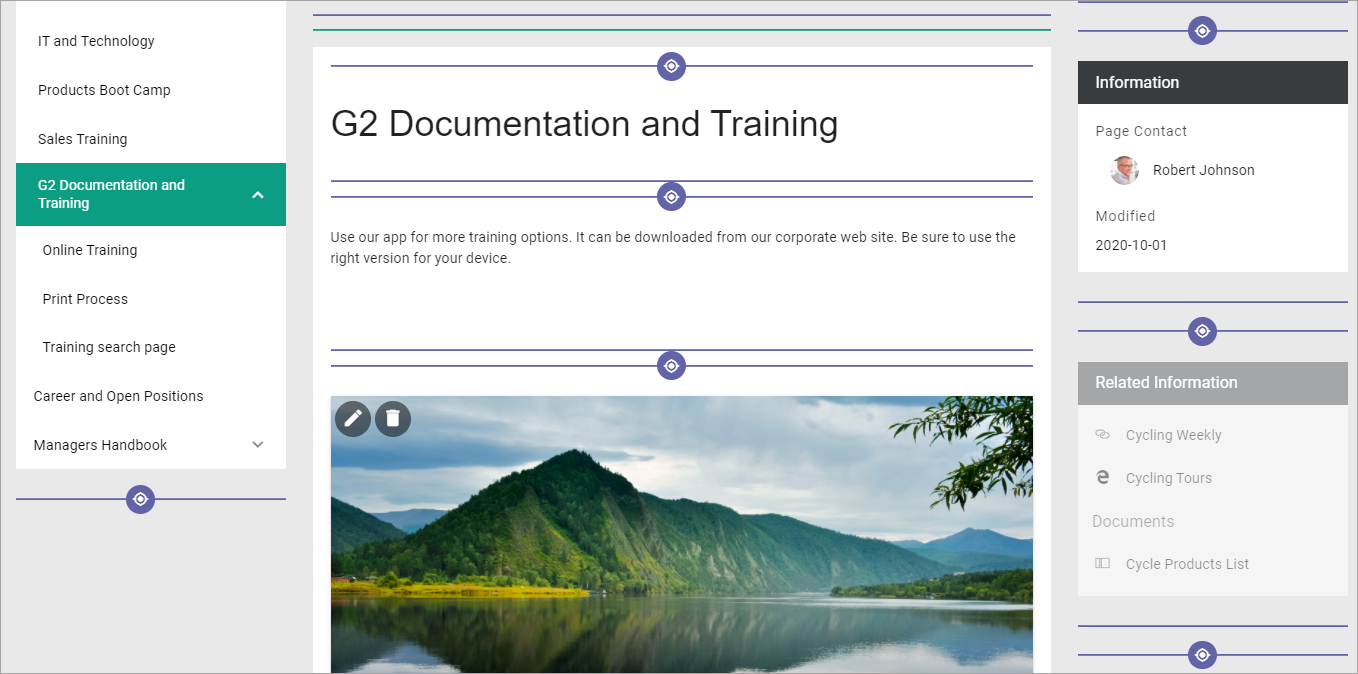 IT and Technology
Products Boot Camp
Sales Training
G2 Documentation and
Training
Online Training
Print Process
Training search page
Career and Open Positions
Managers Handbook
G2 Documentation and Training
Use our app for more training options. It can be downloaded from our corporate web site. Be sure to use the
right version for your device.
Information
Page Contact
Robert Johnson
Modified
2020-10-01
Related Information
Cycling Weekly
Cycling Tours
Documents
Cycle Products List